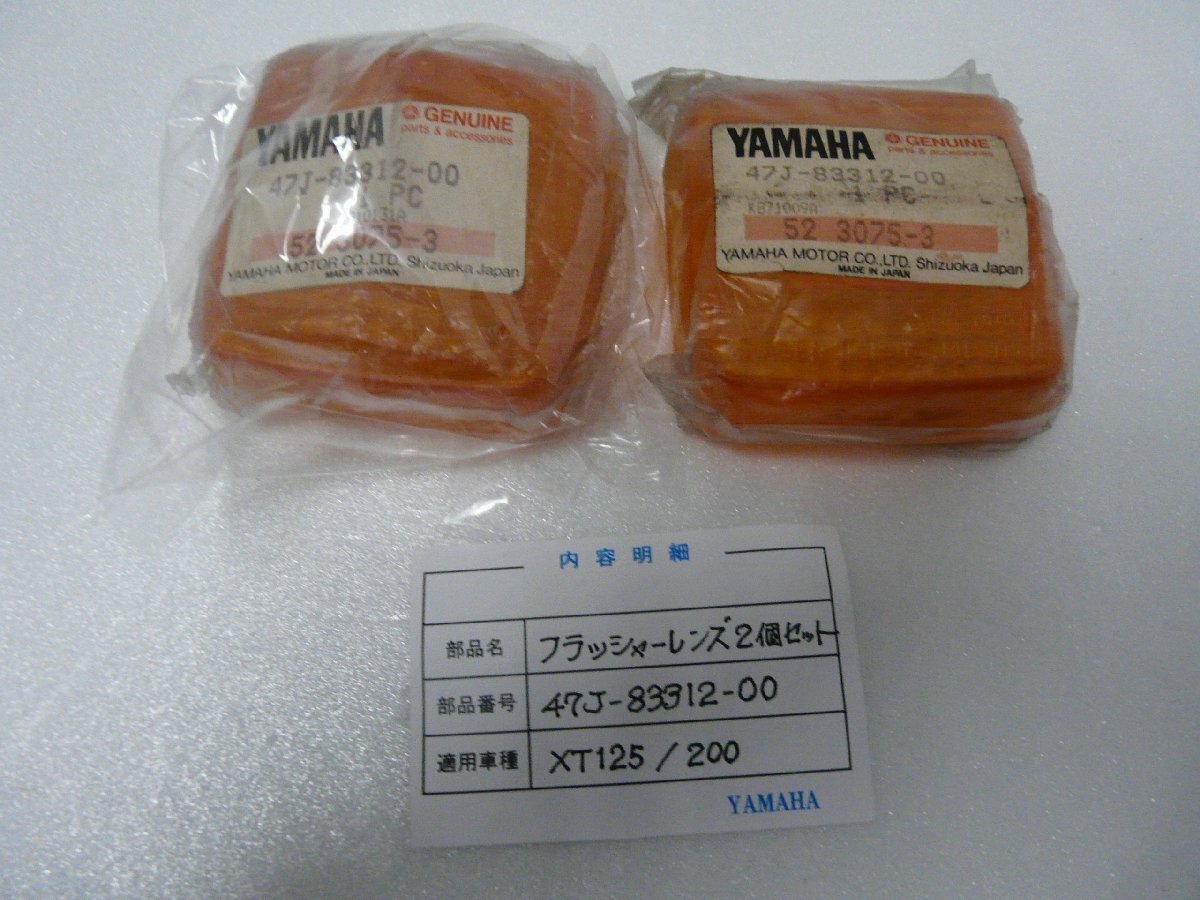 YAMAHA GENUINE
parts & accessories
47J-83312-00
1 PC
52 3075-3
YAMAHA MOTOR CO.,LTD. Shizuoka Japan
MADE IN JAPAN
YAMAHA GENUINE
parts & accessories
47J-83312-00
1 PC
X871009A
52 3075-3
YAMAHA MOTOR CO.,LTD. Shizuoka Japan
MADE IN JAPAN
内容明細
部品名 フラッシャーレンズ2個セット
部品番号 47J-83312-00
適用車種 XT125/200
YAMAHA